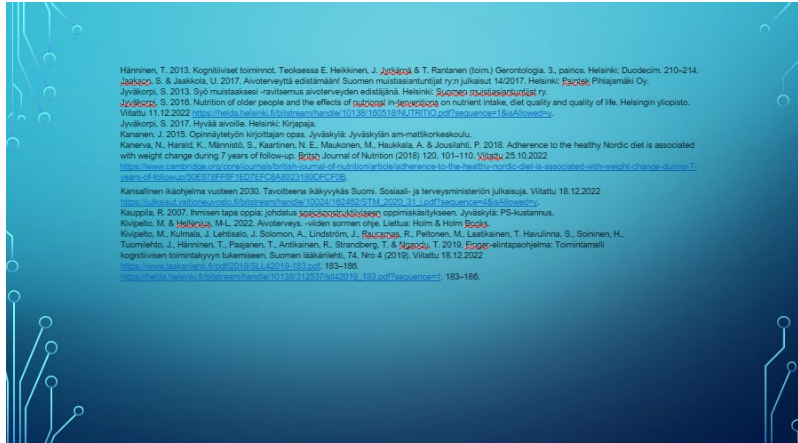 Hänninen, T. 2013. Kognitiiviset toiminnot. Teoksessa E. Heikkinen, J. Jyrkämä & T. Rantanen (toim.) Gerontologia. 3., painos. Helsinki; Duodecim. 210–214.
Jaakson, S. & Jaakkola, U. 2017. Aivoterveyttä edistämään! Suomen muistiasiantuntijat ry:n julkaisut 14/2017. Helsinki: Paintek Pihlajamäki Oy.
Jyväkorpi, S. 2013. Syö muistaaksesi -ravitsemus aivoterveyden edistäjänä. Helsinki: Suomen muistiasiantuntijat ry.
Jyväkorpi, S. 2016. Nutrition of older people and the effects of nutrional in-terventions on nutrient intake, diet quality and quality of life. Helsingin yliopisto.
Viitattu 11.12.2022 https://helda.helsinki.fi/bitstream/handle/10138/160518/NUTRITIO.pdf?sequence=1&isAllowed=y.
Jyväkorpi, S. 2017. Hyvää aivoille. Helsinki: Kirjapaja.
Kananen, J. 2015. Opinnäytetyön kirjoittajan opas. Jyväskylä: Jyväskylän am-mattikorkeakoulu.
Kanerva, N., Harald, K., Männistö, S., Kaartinen, N. E., Maukonen, M., Haukkala, A. & Jousilahti, P. 2018. Adherence to the healthy Nordic diet is associated
with weight change during 7 years of follow-up. British Journal of Nutrition (2018) 120, 101–110. Viitattu 25.10.2022
https://www.cambridge.org/core/journals/british-journal-of-nutrition/article/adherence-to-the-healthy-nordic-diet-is-associated-with-weight-change-during-7-
years-of-followup/50E878FF6F1ED7EFC8A8923189DFCF0B.
Kansallinen ikäohjelma vuoteen 2030. Tavoitteena ikäkyvykäs Suomi. Sosiaali- ja terveysministeriön julkaisuja. Viitattu 18.12.2022
https://julkaisut.valtioneuvosto.fi/bitstream/handle/10024/162462/STM_2020_31_j.pdf?sequence=4&isAllowed=y.
Kauppila, R. 2007. Ihmisen tapa oppia: johdatus sosiokonstruktiiviseen oppimiskäsitykseen. Jyväskylä: PS-kustannus.
Kivipelto, M. & Hellenius, M-L. 2022. Aivoterveys. -viiden sormen ohje. Liettua: Holm & Holm Books.
Kivipelto, M., Kulmala, J. Lehtisalo, J. Solomon, A., Lindström, J., Rauramaa, R., Peltonen, M., Laatikainen, T. Havulinna, S., Soininen, H.,
Tuomilehto, J., Hänninen, T., Paajanen, T., Antikainen, R., Strandberg, T. & Ngandu, T. 2019. Finger-elintapaohjelma: Toimintamalli
kognitiivisen toimintakyvyn tukemiseen. Suomen lääkärilehti, 74, Nro 4 (2019). Viitattu 18.12.2022
https://www.laakarilehti.fi/pdf/2019/SLL42019-183.pdf. 183–186.
https://helda.helsinki.fi/bitstream/handle/10138/312537/sll42019_183.pdf?sequence=1. 183–186.